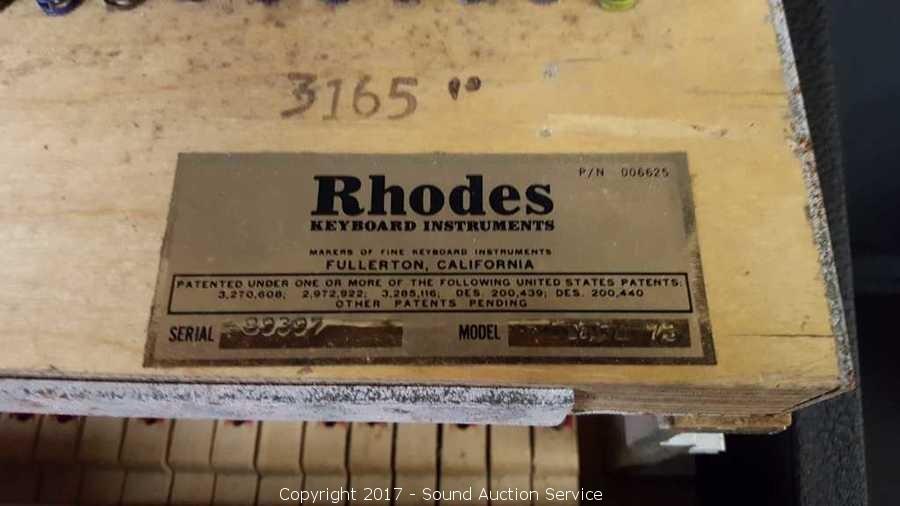 3165
P/N 006625
Rhodes
KEYBOARD INSTRUMENTS
MAKERS OF FINE KEYBOARD INSTRUMENTS
FULLERTON, CALIFORNIA
PATENTED UNDER ONE OR MORE OF THE FOLLOWING UNITED STATES PATENTS:
3,270,608; 2,972,922; 3,285,116; DES. 200,439; DES. 200,440
OTHER PATENTS PENDING
SERIAL 39397 MODEL 73
Copyright 2017 - Sound Auction Service